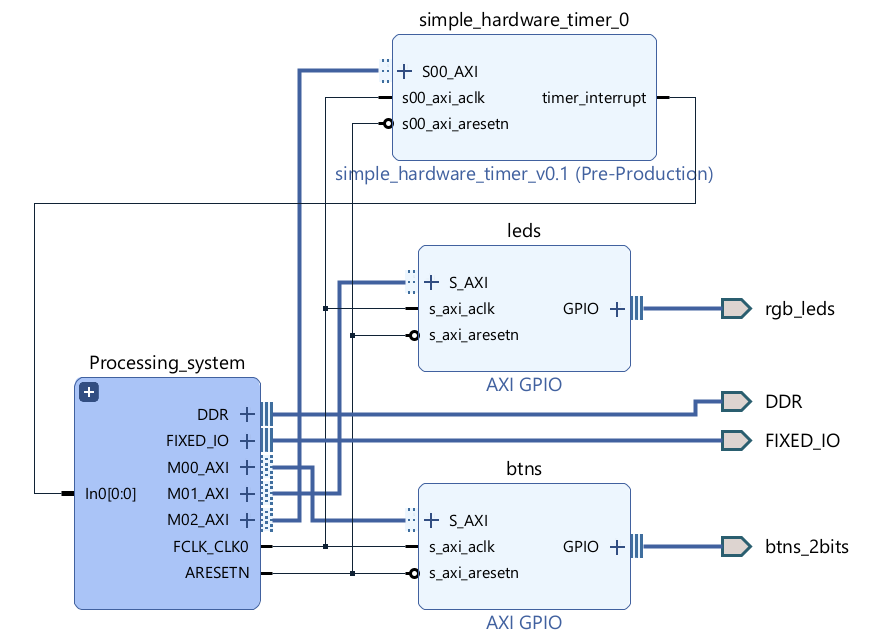 simple_hardware_timer_0
S00_AXI
s00_axi_aclk
timer_interrupt
s00_axi_aresetn
simple_hardware_timer_v0.1 (Pre-Production)
leds
S_AXI
s_axi_aclk
GPIO
s_axi_aresetn
AXI GPIO
rgb_leds
Processing_system
DDR
FIXED_IO
M00_AXI
In0[0:0]
M01_AXI
M02_AXI
FCLK_CLK0
ARESETN
DDR
FIXED_IO
btns
S_AXI
s_axi_aclk
GPIO
s_axi_aresetn
AXI GPIO
btns_2bits